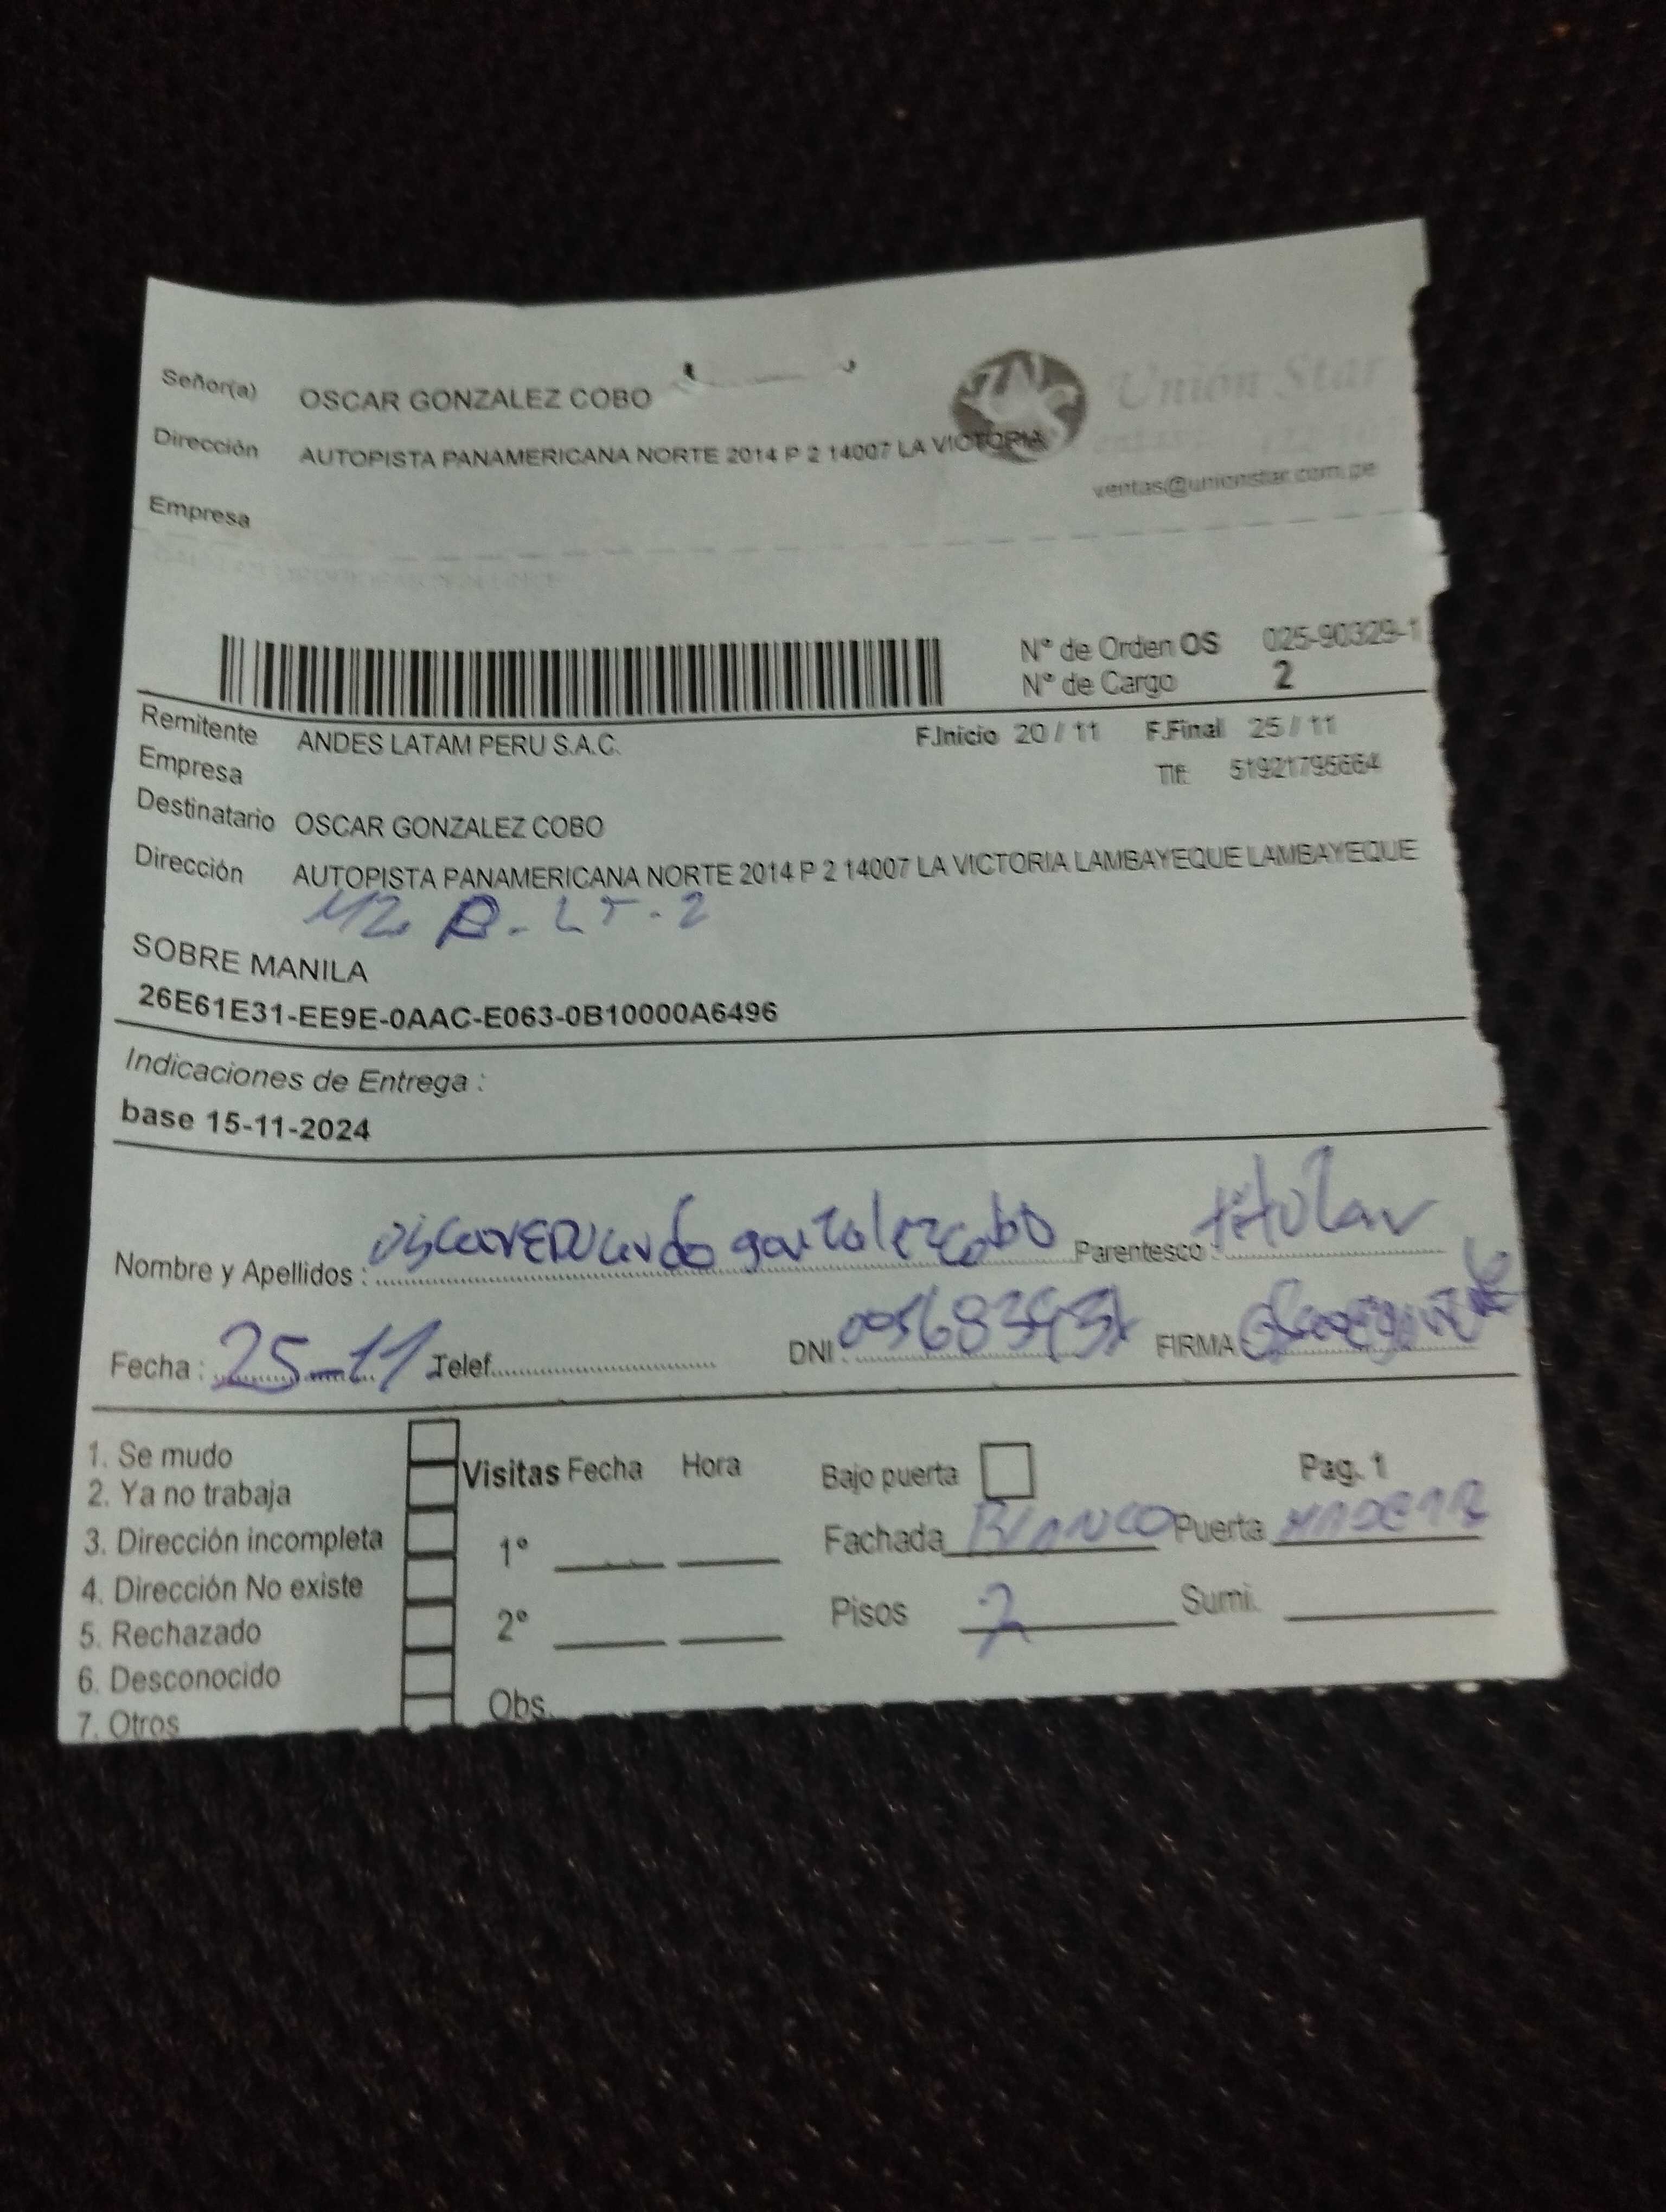 Señor(a) OSCAR GONZALEZ COBO
Unión Star
Dirección AUTOPISTA PANAMERICANA NORTE 2014 P 2 14007 LA VICTORIA
ventas@unionstar.com.pe
Empresa
N° de Orden OS 025-90329-1
N° de Cargo 2
Remitente ANDES LATAM PERU S.A.C. F.Inicio 20 / 11 F.Final 25 / 11
Empresa Tlf: 51921795664
Destinatario OSCAR GONZALEZ COBO
Dirección AUTOPISTA PANAMERICANA NORTE 2014 P 2 14007 LA VICTORIA LAMBAYEQUE LAMBAYEQUE
MZ. B - LT - 2
SOBRE MANILA
26E61E31-EE9E-0AAC-E063-0B10000A6496
Indicaciones de Entrega :
base 15-11-2024
Nombre y Apellidos : oscar EDUardo gonzalez cobo Parentesco : titular
Fecha : 25-11 Telef. DNI : FIRMA
1. Se mudo
2. Ya no trabaja
3. Dirección incompleta
4. Dirección No existe
5. Rechazado
6. Desconocido
7. Otros
Visitas Fecha Hora
1°
2°
Obs.
Bajo puerta Pag. 1
Fachada BLANCO Puerta MADERA
Pisos 2 Sumi.